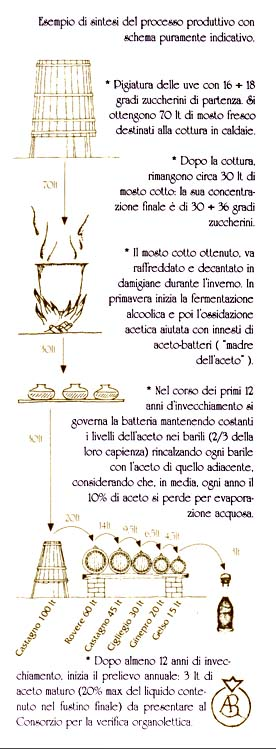 Esempio di sintesi del processo produttivo con
schema puramente indicativo.
* Pigiatura delle uve con 16 + 18
gradi zuccherini di partenza. Si
ottengono 70 lt di mosto fresco
destinati alla cottura in caldaie.
* Dopo la cottura,
rimangono circa 30 lt di
mosto cotto: la sua concentra-
zione finale è di 30 + 36 gradi
zuccherini.
70lt
* Il mosto cotto ottenuto, va
raffreddato e decantato in
damigiane durante l'inverno. In
primavera inizia la fermentazione
alcoolica e poi l'ossidazione
acetica aiutata con innesti di
aceto-batteri ( "madre
dell'aceto" ).
30lt
* Nel corso dei primi 12
anni d'invecchiamento si
governa la batteria mantenendo costanti
i livelli dell'aceto nei barili (2/3 della
loro capienza) rincalzando ogni barile
con l'aceto di quello adiacente,
considerando che, in media, ogni anno il
10% di aceto si perde per evapora-
zione acquosa.
30lt
20lt
14lt
9,5lt
6,5lt
4,5lt
Castagno 100 lt
Rovere 60 lt
Castagno 45 lt
Cigliegio 30 lt
Ginepro 20 lt
Gelso 15 lt
* Dopo almeno 12 anni di invec-
chiamento, inizia il prelievo annuale: 3 lt di
aceto maturo (20% max del liquido conte-
nuto nel fustino finale) da presentare al
Consorzio per la verifica organolettica.